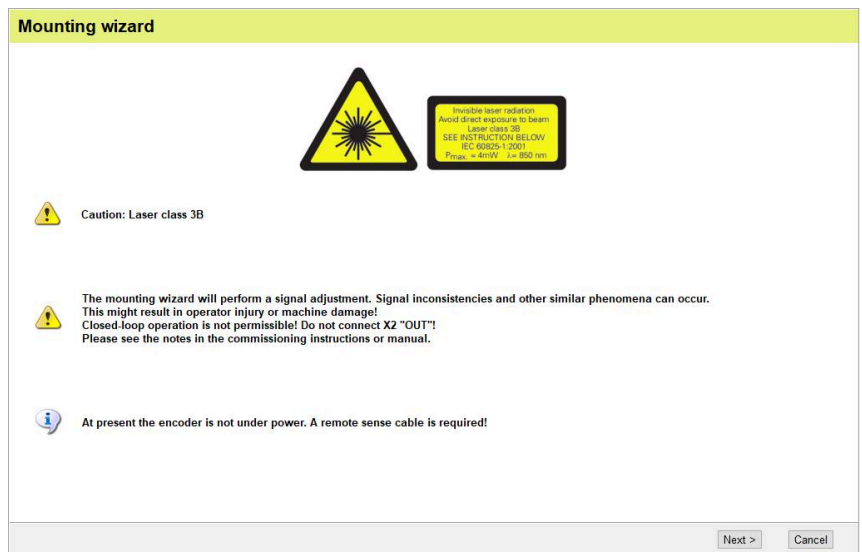 Mounting wizard
Invisible laser radiation
Avoid direct exposure to beam
Laser class 3B
SEE INSTRUCTION BELOW
IEC 60825-1:2001
Pmax. = 4mW λ= 850 nm
Caution: Laser class 3B
The mounting wizard will perform a signal adjustment. Signal inconsistencies and other similar phenomena can occur.
This might result in operator injury or machine damage!
Closed-loop operation is not permissible! Do not connect X2 "OUT"!
Please see the notes in the commissioning instructions or manual.
At present the encoder is not under power. A remote sense cable is required!
Next >
Cancel